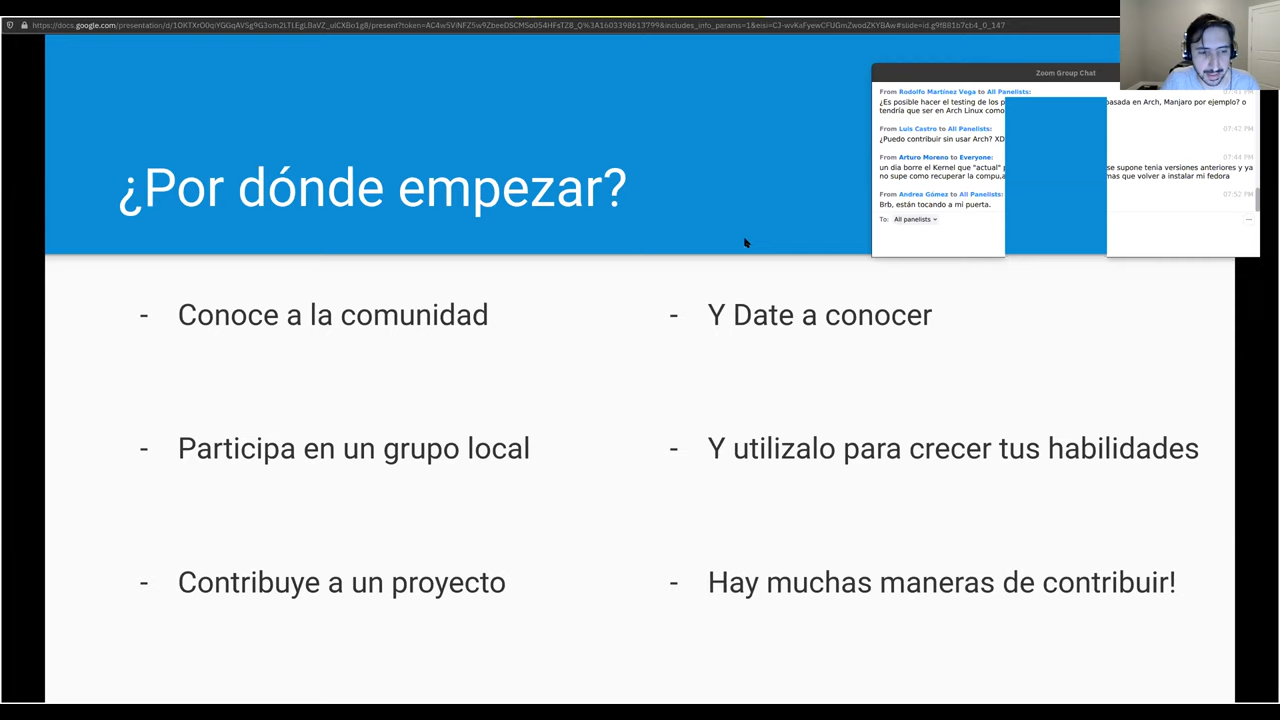 ¿Por dónde empezar?
- Conoce a la comunidad
- Y Date a conocer
- Participa en un grupo local
- Y utilizalo para crecer tus habilidades
- Contribuye a un proyecto
- Hay muchas maneras de contribuir!
Zoom Group Chat
From Rodolfo Martínez Vega to All Panelists:
¿Es posible hacer el testing de los p asada en Arch, Manjaro por ejemplo? o
tendría que ser en Arch Linux como
From Luis Castro to All Panelists: 07:42 PM
¿Puedo contribuir sin usar Arch? XD
From Arturo Moreno to Everyone: 07:44 PM
un dia borre el Kernel que "actual" p se supone tenia versiones anteriores y ya
no supe como recuperar la compu,a mas que volver a instalar mi fedora
From Andrea Gómez to All Panelists: 07:52 PM
Brb, están tocando a mi puerta.
To: All panelists